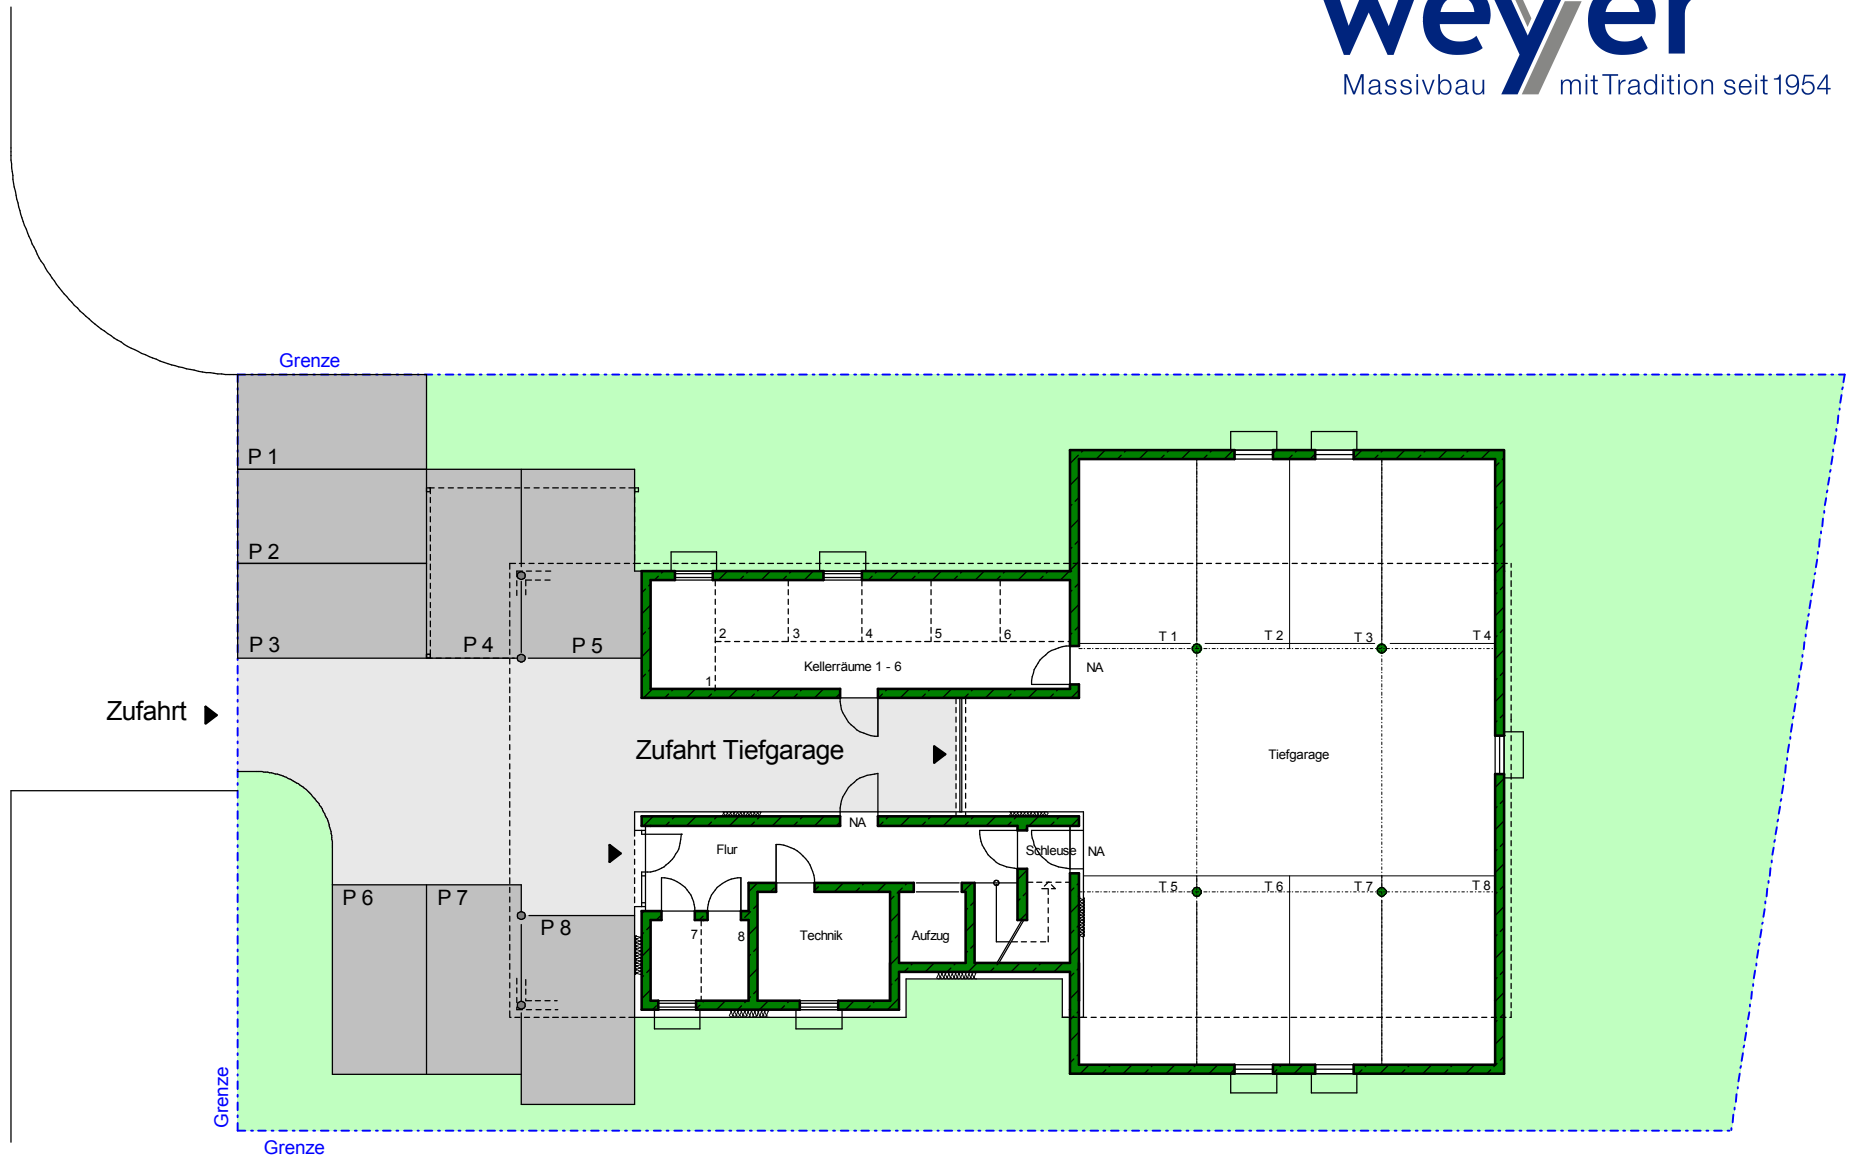 weyer
Massivbau mit Tradition seit 1954
Grenze
P 1
P 2
P 3
P 4
P 5
2
3
4
5
6
1
Kellerräume 1 - 6
NA
T 1
T 2
T 3
T 4
Zufahrt
Zufahrt Tiefgarage
Tiefgarage
NA
Flur
Schleuse
NA
P 6
P 7
P 8
7
8
Technik
Aufzug
T 5
T 6
T 7
T 8
Grenze
Grenze